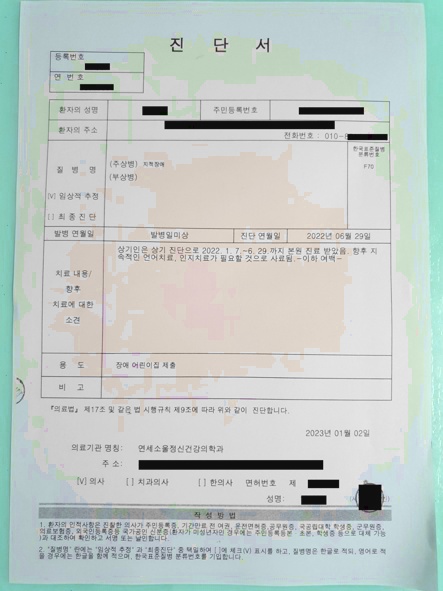 진 단 서
등록번호
연 번 호
환자의 성명
주민등록번호
환자의 주소
전화번호 : 010-
질 병 명
(주상병) 지적장애
(부상병)
한국표준질병
분류번호
F70
[V] 임상적 추정
[ ] 최 종 진 단
발병 연월일
발병일미상
진단 연월일
2022년 06월 29일
치료 내용/
향후
치료에 대한
소견
상기인은 상기 진단으로 2022. 1. 7.~6. 29.까지 본원 진료 받았음. 향후 지
속적인 언어치료, 인지치료가 필요할 것으로 사료됨. -이하 여백-
용 도
장애 어린이집 제출
비 고
『의료법』 제17조 및 같은 법 시행규칙 제9조에 따라 위와 같이 진단합니다.
2023년 01월 02일
의료기관 명칭: 연세소울정신건강의학과
주 소:
[V] 의사 [ ] 치과의사 [ ] 한의사 면허번호 제
성명:
작 성 방 법
1. 환자의 인적사항은 진찰한 의사가 주민등록증, 기간만료 전 여권, 운전면허증, 공무원증, 국공립대학 학생증, 군무원증,
의료보험증, 외국인등록증등 국가공인 신분증(환자가 미성년자인 경우에는 주민등록등본 초본, 학생증 등으로 대체 가능
)과 대조하여 확인하고 서명 또는 날인합니다.
2. '질병명' 란에는 '임상적 추정'과 '최종진단' 중 택일하여 [ ]에 체크(V) 표시를 하고, 질병명은 한글로 적되, 영어로 적
을 경우에는 한글을 함께 적으며, 한국표준질병 분류번호를 기입합니다.